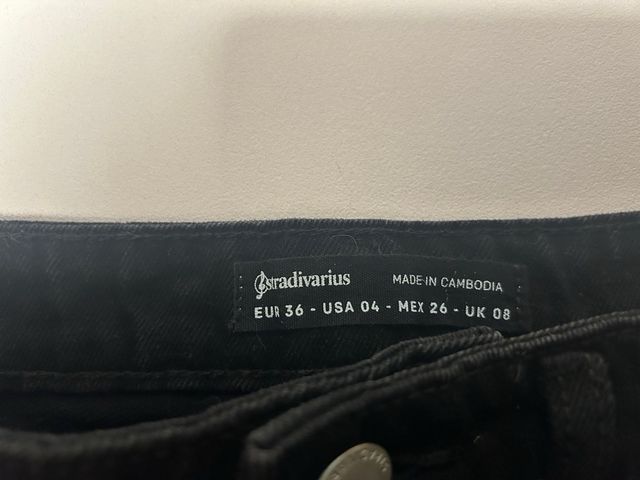 stradivarius MADE IN CAMBODIA
EUR 36 - USA 04 - MEX 26 - UK 08